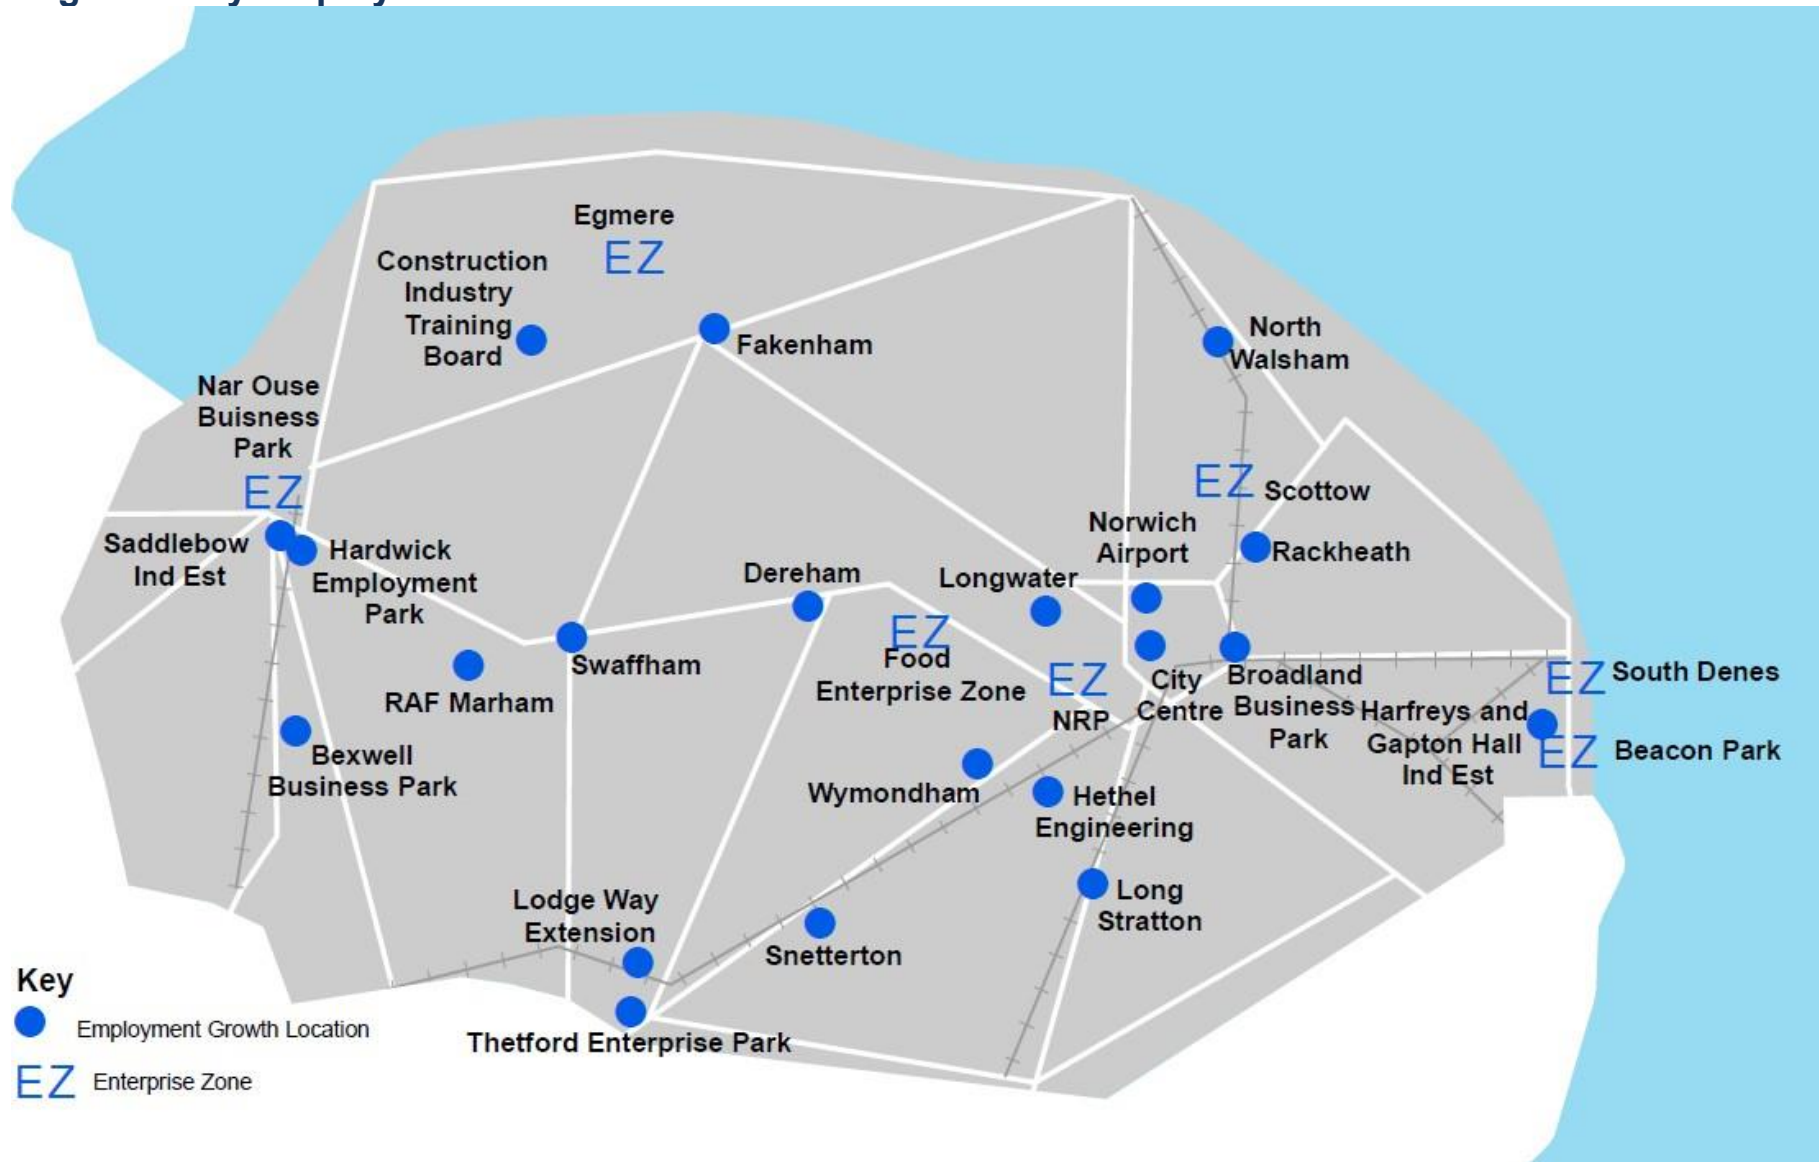 Egmere
EZ
Construction
Industry
Training
Board
Fakenham
North
Walsham
Nar Ouse
Buisness
Park
EZ
EZ Scottow
Norwich
Airport
Rackheath
Saddlebow
Ind Est
Hardwick
Employment
Park
Dereham
Longwater
EZ
Food
Enterprise Zone
Swaffham
RAF Marham
EZ
NRP
City
Centre
Broadland
Business
Park
EZ South Denes
Harfreys and
Gapton Hall
Ind Est
EZ Beacon Park
Bexwell
Business Park
Wymondham
Hethel
Engineering
Long
Stratton
Lodge Way
Extension
Snetterton
Thetford Enterprise Park
Key
Employment Growth Location
EZ Enterprise Zone